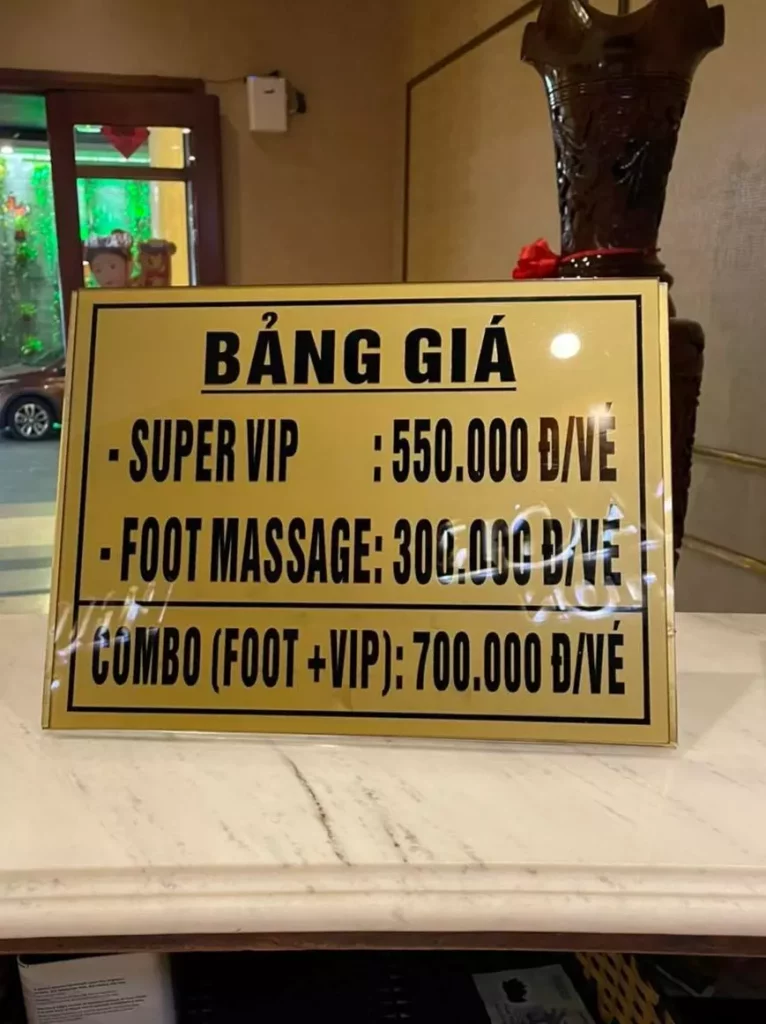 BẢNG GIÁ
- SUPER VIP : 550.000 Đ/VÉ
- FOOT MASSAGE: 300.000 Đ/VÉ
COMBO (FOOT +VIP): 700.000 Đ/VÉ